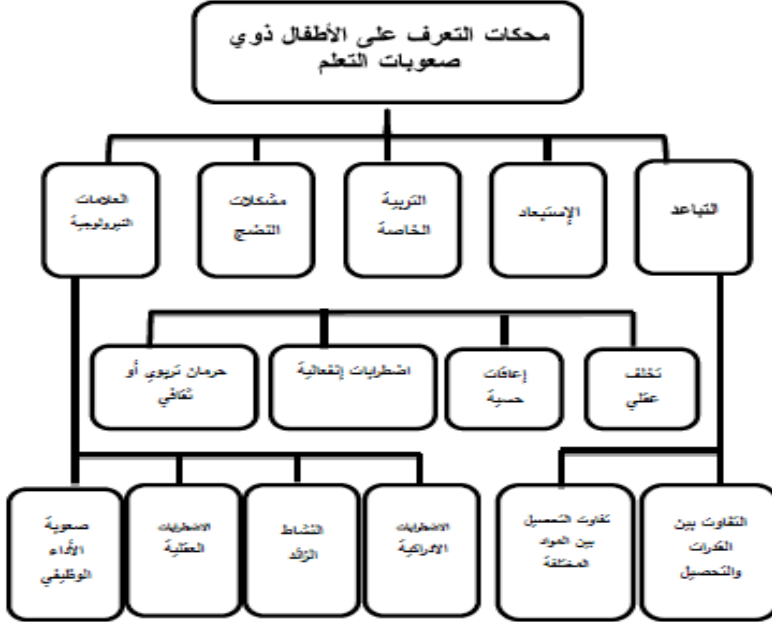 محكات التعرف على الأطفال ذوي
صعوبات التعلم
التباعد
الإستبعاد
التربية
الخاصة
مشكلات
النضج
العلامات
النيرولوجية
تخلف
عقلي
إعاقات
حسية
اضطرابات إنفعالية
حرمان تربوي أو
ثقافي
التفاوت بين
القدرات
والتحصيل
تفاوت التحصيل
بين المواد
المختلفة
الاضطرابات
الادراكية
النشاط
الزائد
الاضطرابات
العقلية
صعوبة
الأداء
الوظيفي